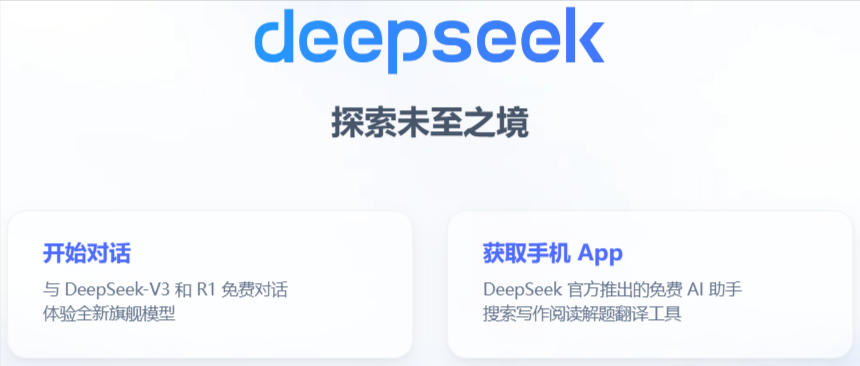 deepseek
探索未至之境
开始对话
与 DeepSeek-V3 和 R1 免费对话
体验全新旗舰模型
获取手机 App
DeepSeek 官方推出的免费 AI 助手
搜索写作阅读解题翻译工具